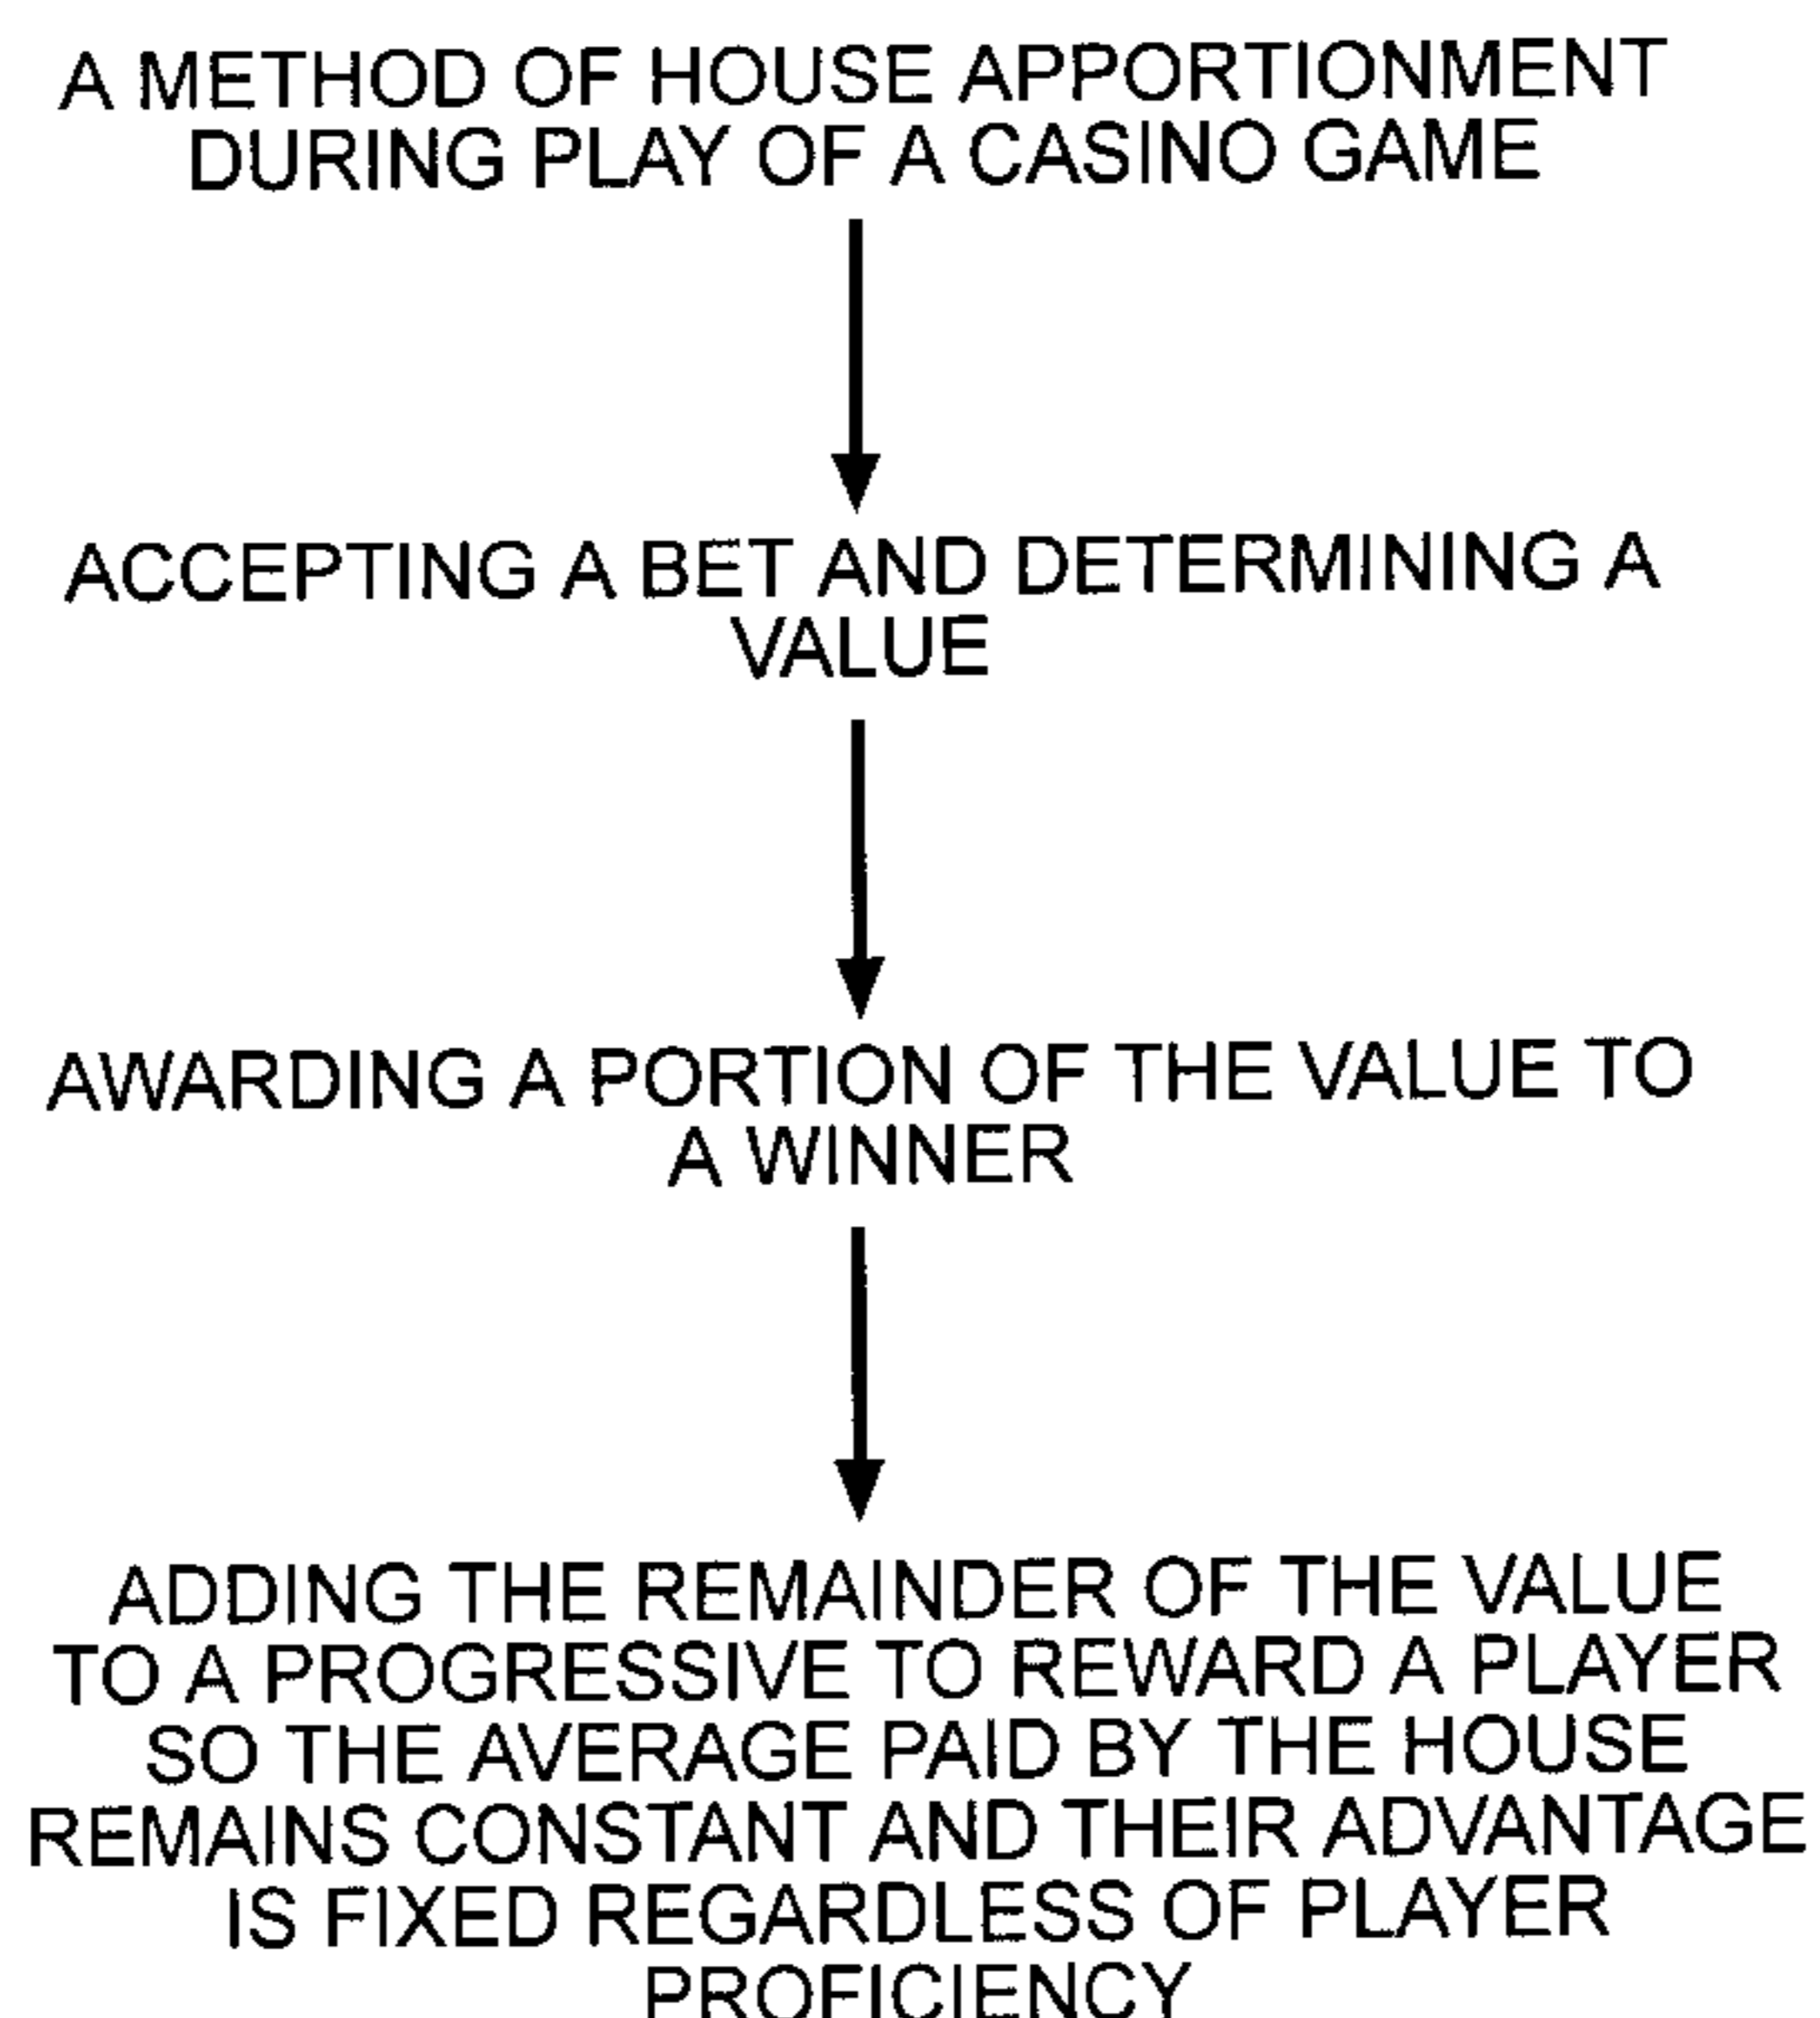 A METHOD OF HOUSE APPORTIONMENT
DURING PLAY OF A CASINO GAME
ACCEPTING A BET AND DETERMINING A
VALUE
AWARDING A PORTION OF THE VALUE TO
A WINNER
ADDING THE REMAINDER OF THE VALUE
TO A PROGRESSIVE TO REWARD A PLAYER
SO THE AVERAGE PAID BY THE HOUSE
REMAINS CONSTANT AND THEIR ADVANTAGE
IS FIXED REGARDLESS OF PLAYER
PROFICIENCY